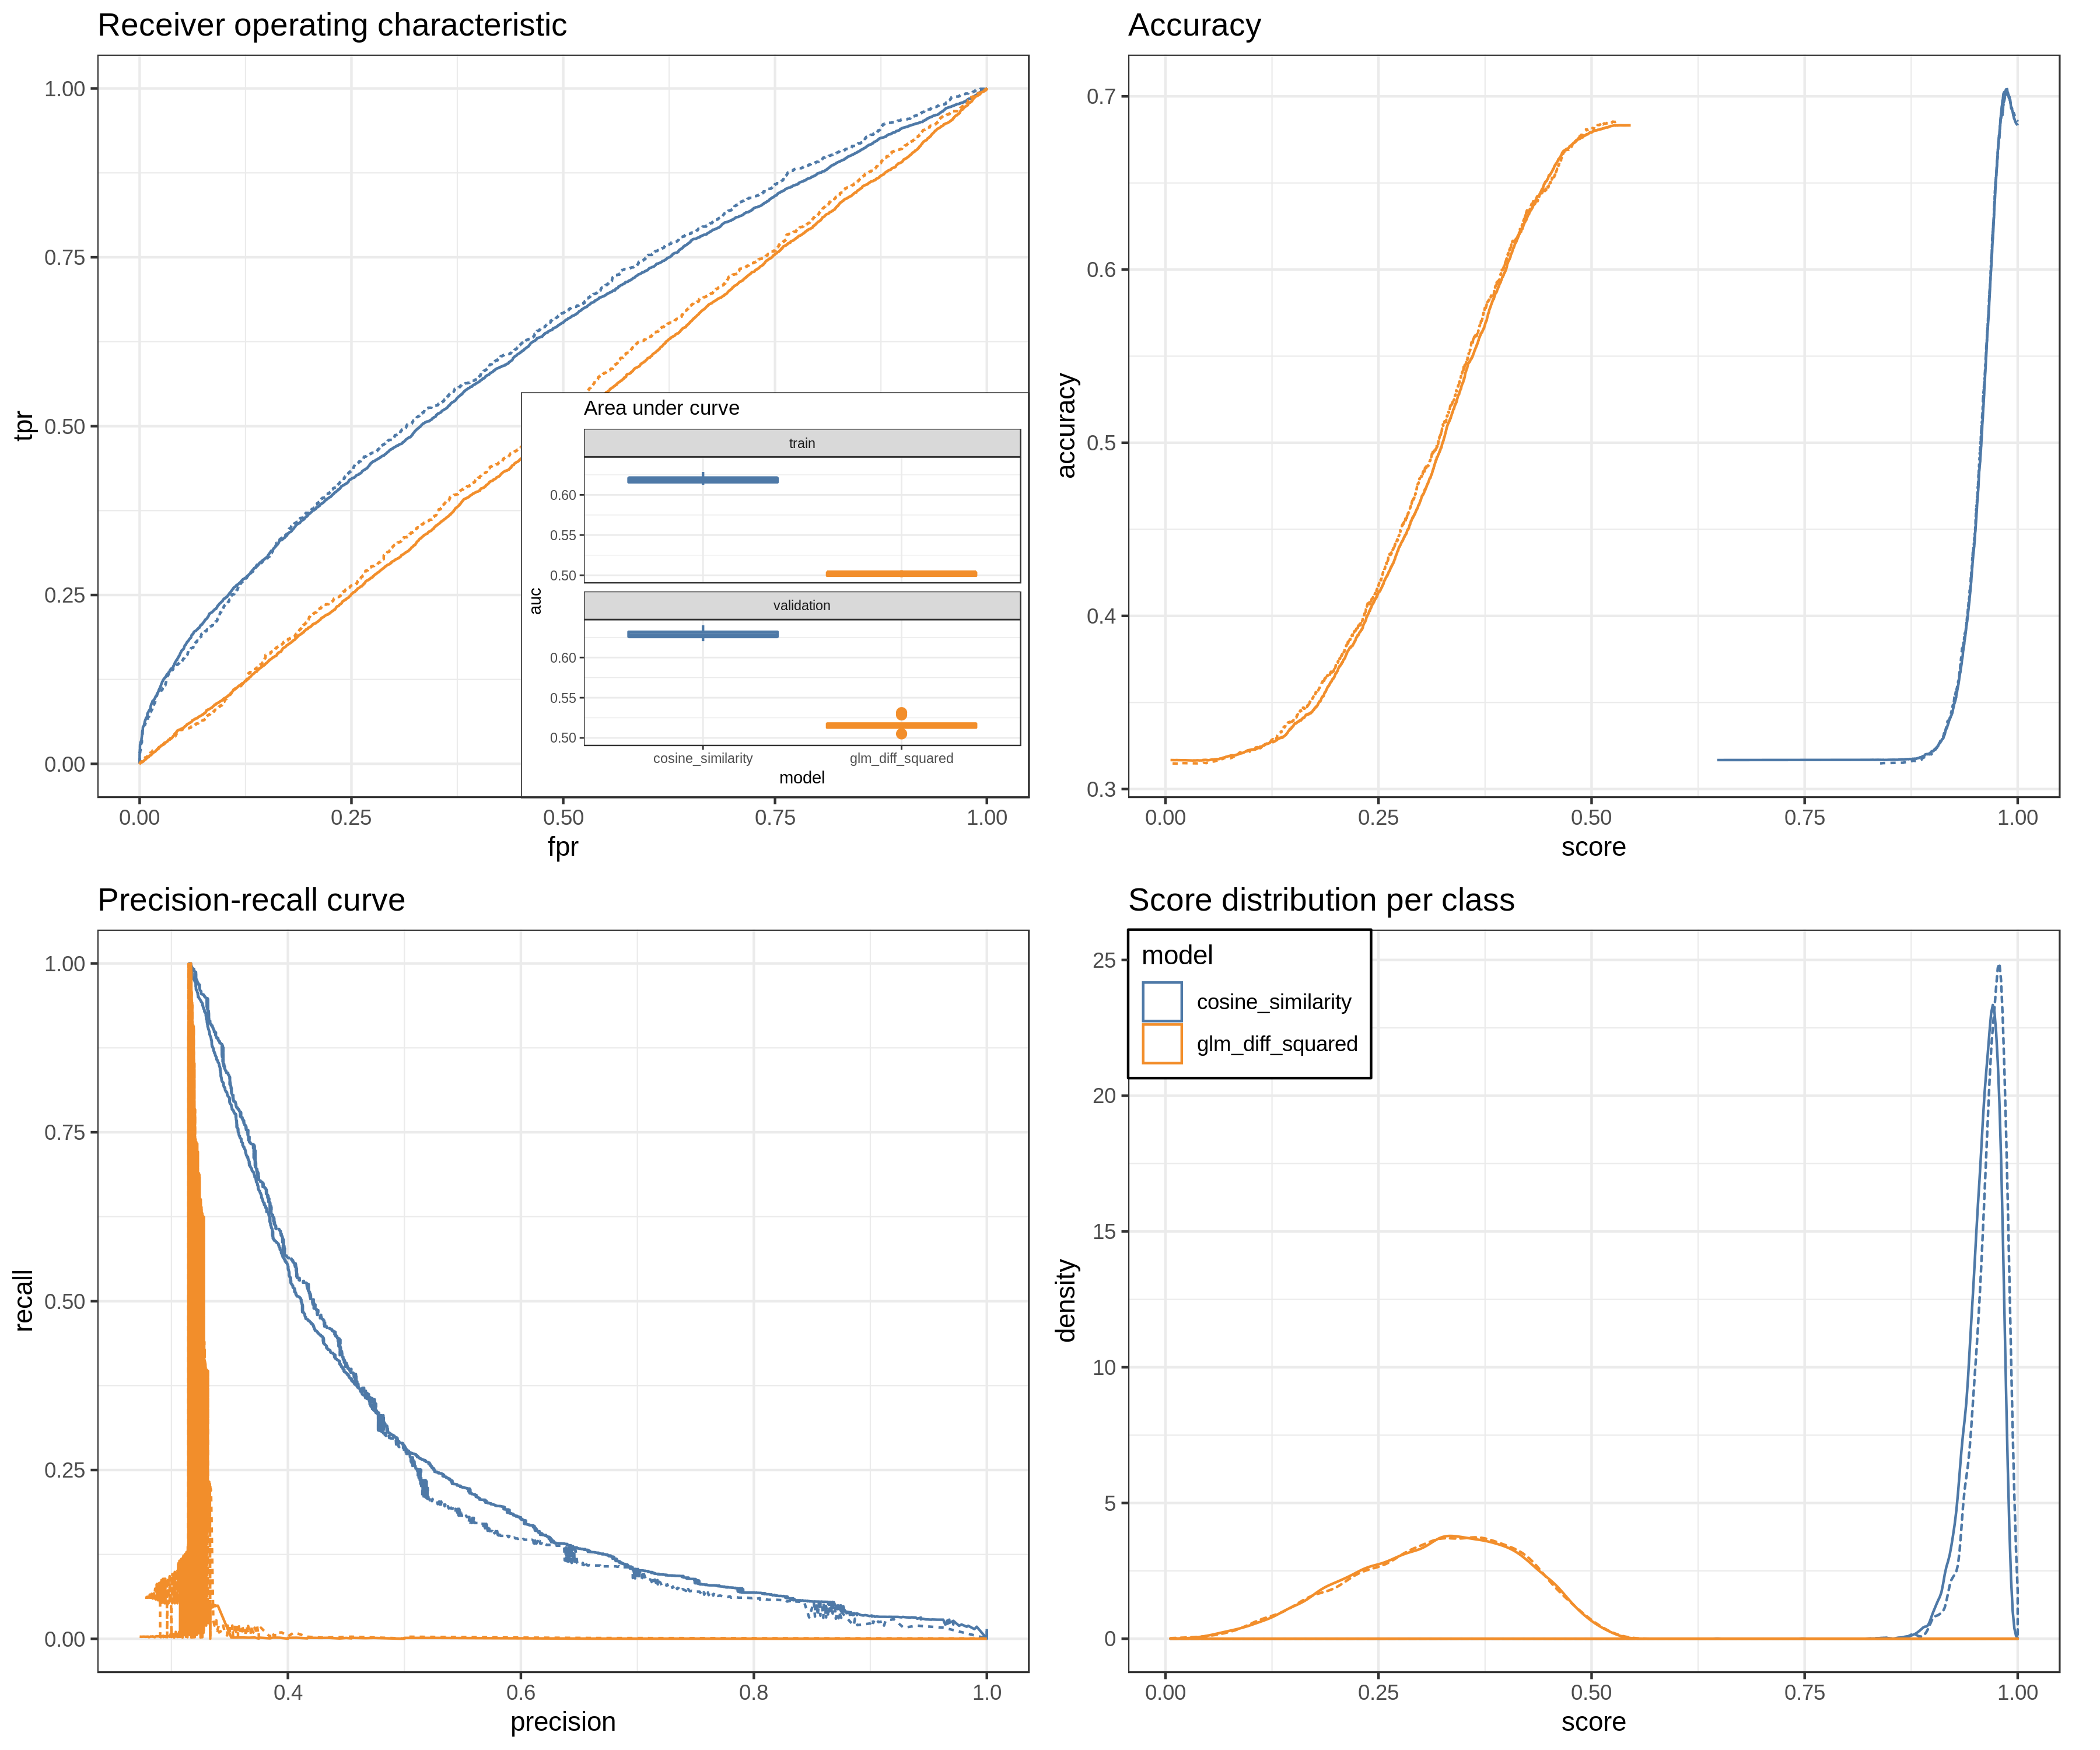 Receiver operating characteristic
1.00
0.75
0.50
0.25
0.00
tpr
0.00 0.25 0.50 0.75 1.00
fpr
Area under curve
train
0.60
0.55
0.50
validation
0.60
0.55
0.50
auc
cosine_similarity glm_diff_squared
model
Accuracy
0.7
0.6
0.5
0.4
0.3
accuracy
0.00 0.25 0.50 0.75 1.00
score
Precision-recall curve
1.00
0.75
0.50
0.25
0.00
recall
0.4 0.6 0.8 1.0
precision
Score distribution per class
model
cosine_similarity
glm_diff_squared
25
20
15
10
5
0
density
0.00 0.25 0.50 0.75 1.00
score